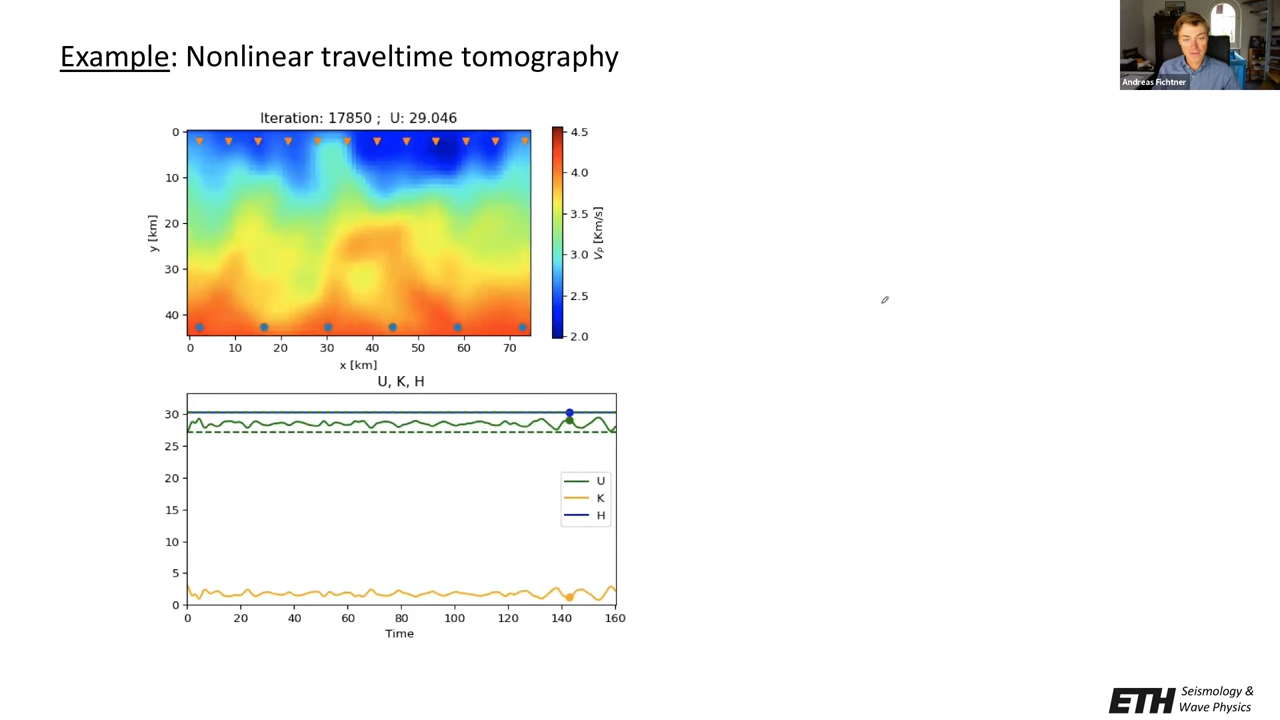 Example: Nonlinear traveltime tomography
Andreas Fichtner
Iteration: 17850 ; U: 29.046
0
10
20
30
40
y [km]
0 10 20 30 40 50 60 70
x [km]
4.5
4.0
3.5
3.0
2.5
2.0
VP [Km/s]
U, K, H
30
25
20
15
10
5
0
U
K
H
0 20 40 60 80 100 120 140 160
Time
ETH Seismology &
Wave Physics